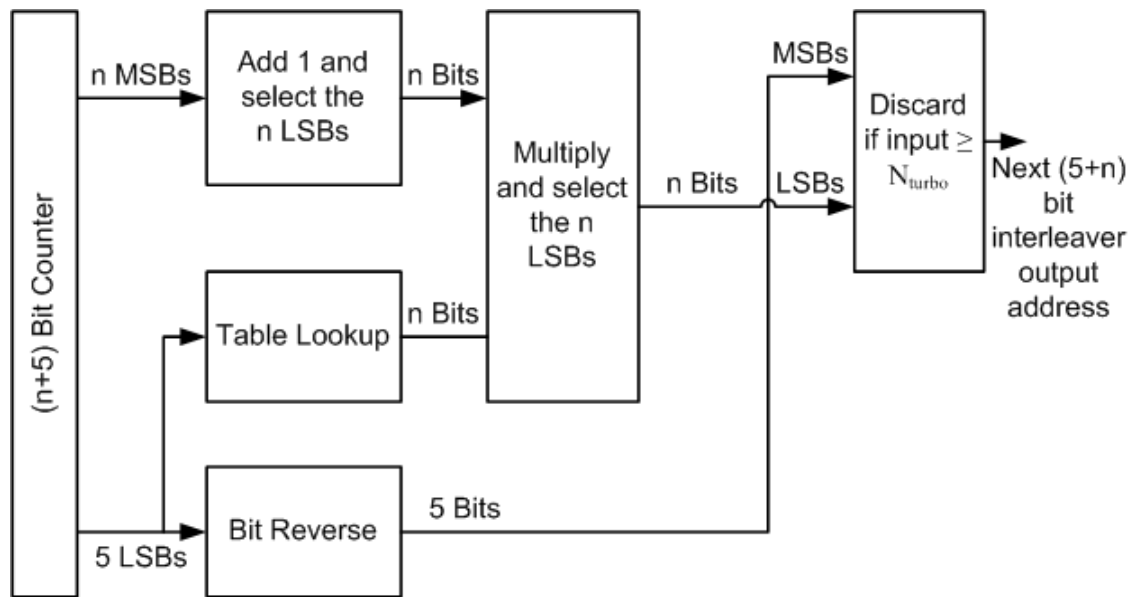 (n+5) Bit Counter
n MSBs
Add 1 and
select the
n LSBs
n Bits
Multiply
and select
the n
LSBs
Table Lookup
n Bits
5 LSBs
Bit Reverse
5 Bits
n Bits
MSBs
LSBs
Discard
if input ≥
Nturbo
Next (5+n)
bit
interleaver
output
address